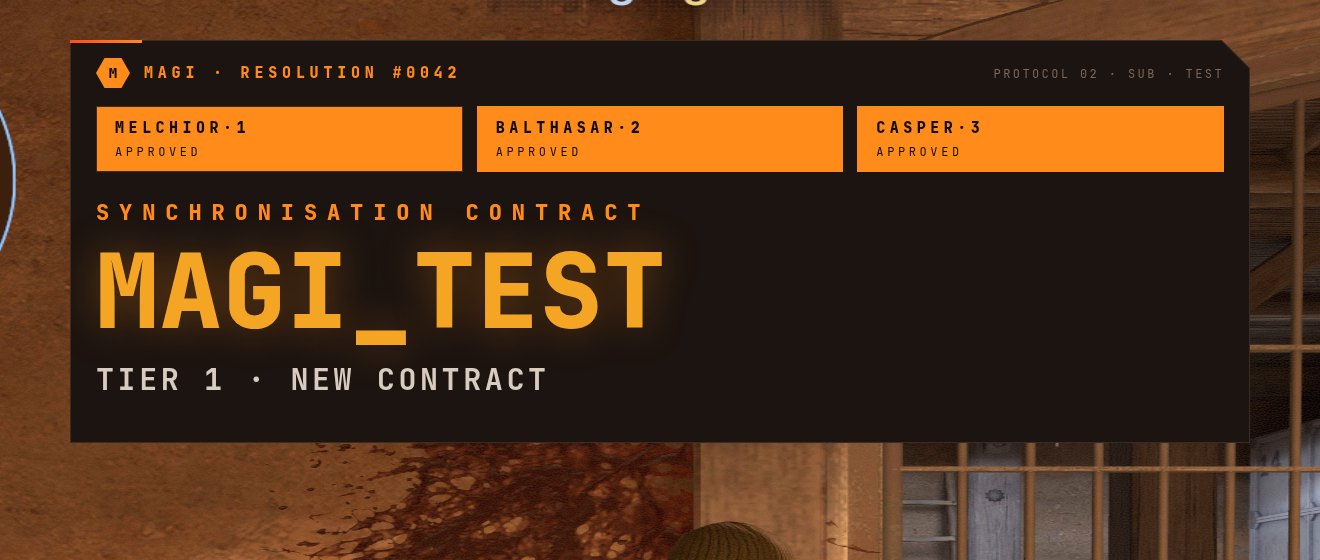 M MAGI · RESOLUTION #0042
PROTOCOL 02 · SUB · TEST
MELCHIOR·1
APPROVED
BALTHASAR·2
APPROVED
CASPER·3
APPROVED
SYNCHRONISATION CONTRACT
MAGI_TEST
TIER 1 · NEW CONTRACT